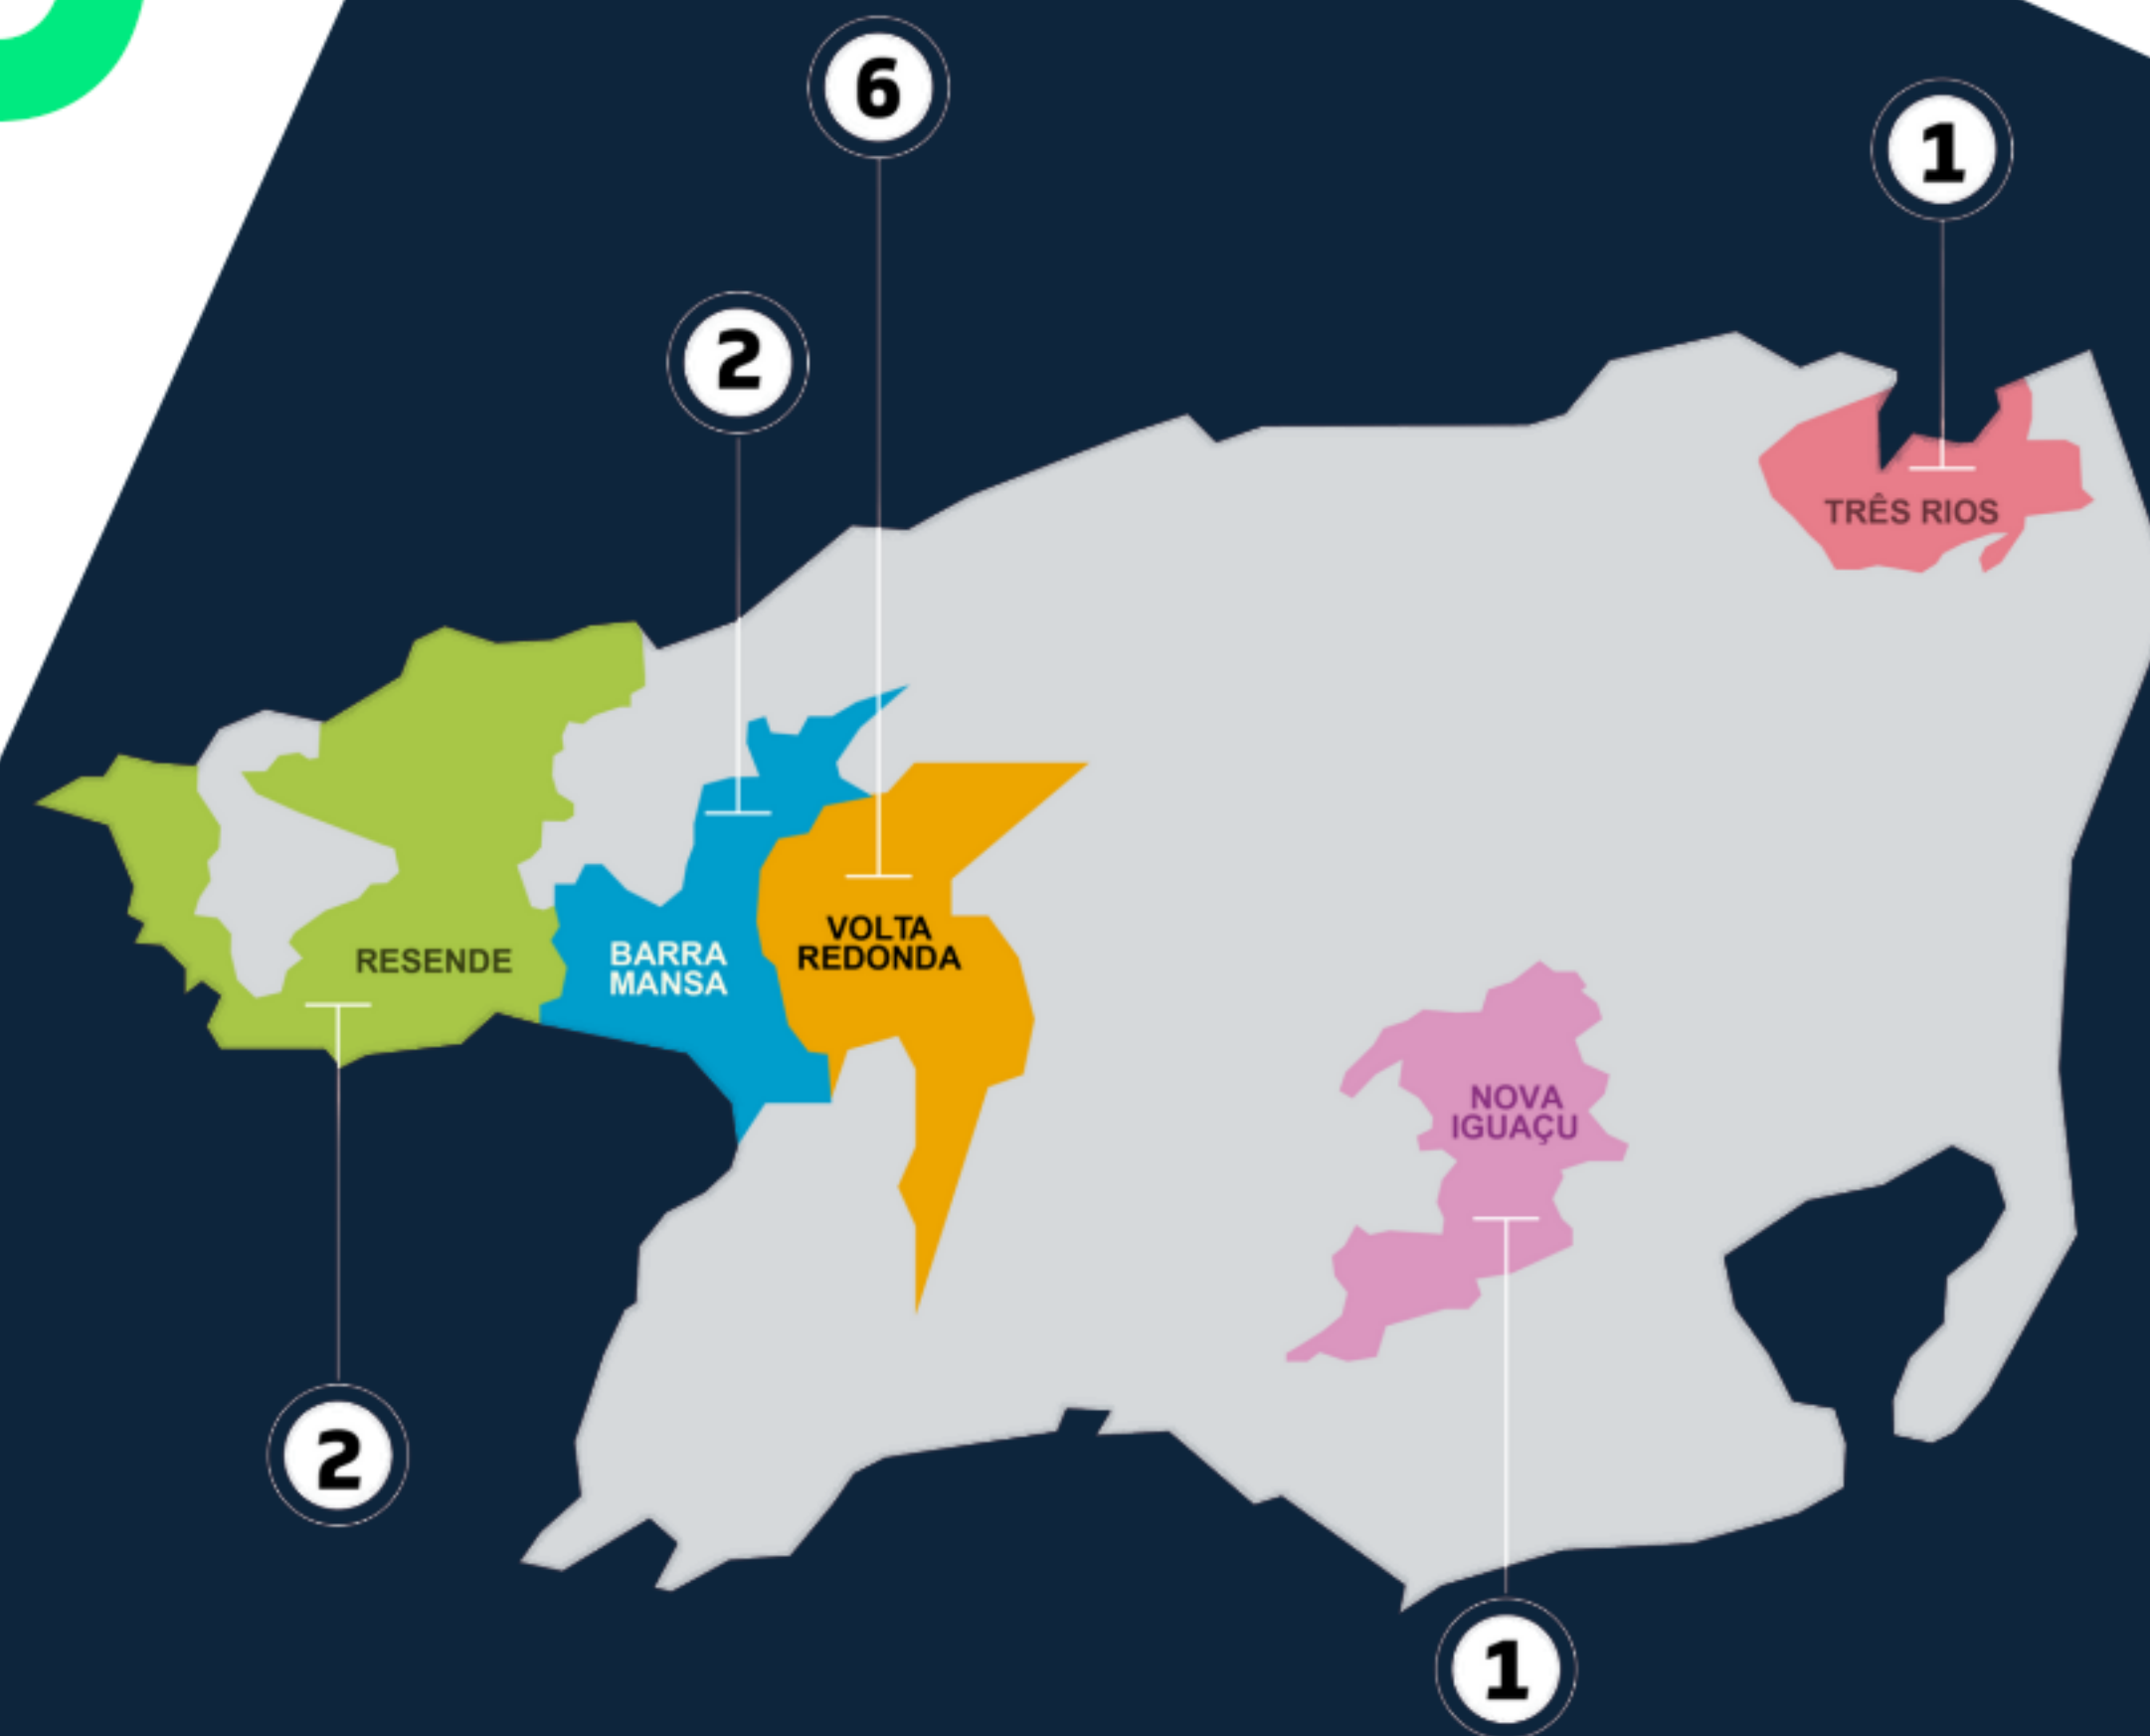 6
1
2
TRÊS RIOS
VOLTA
REDONDA
BARRA
MANSA
RESENDE
NOVA
IGUAÇU
2
1